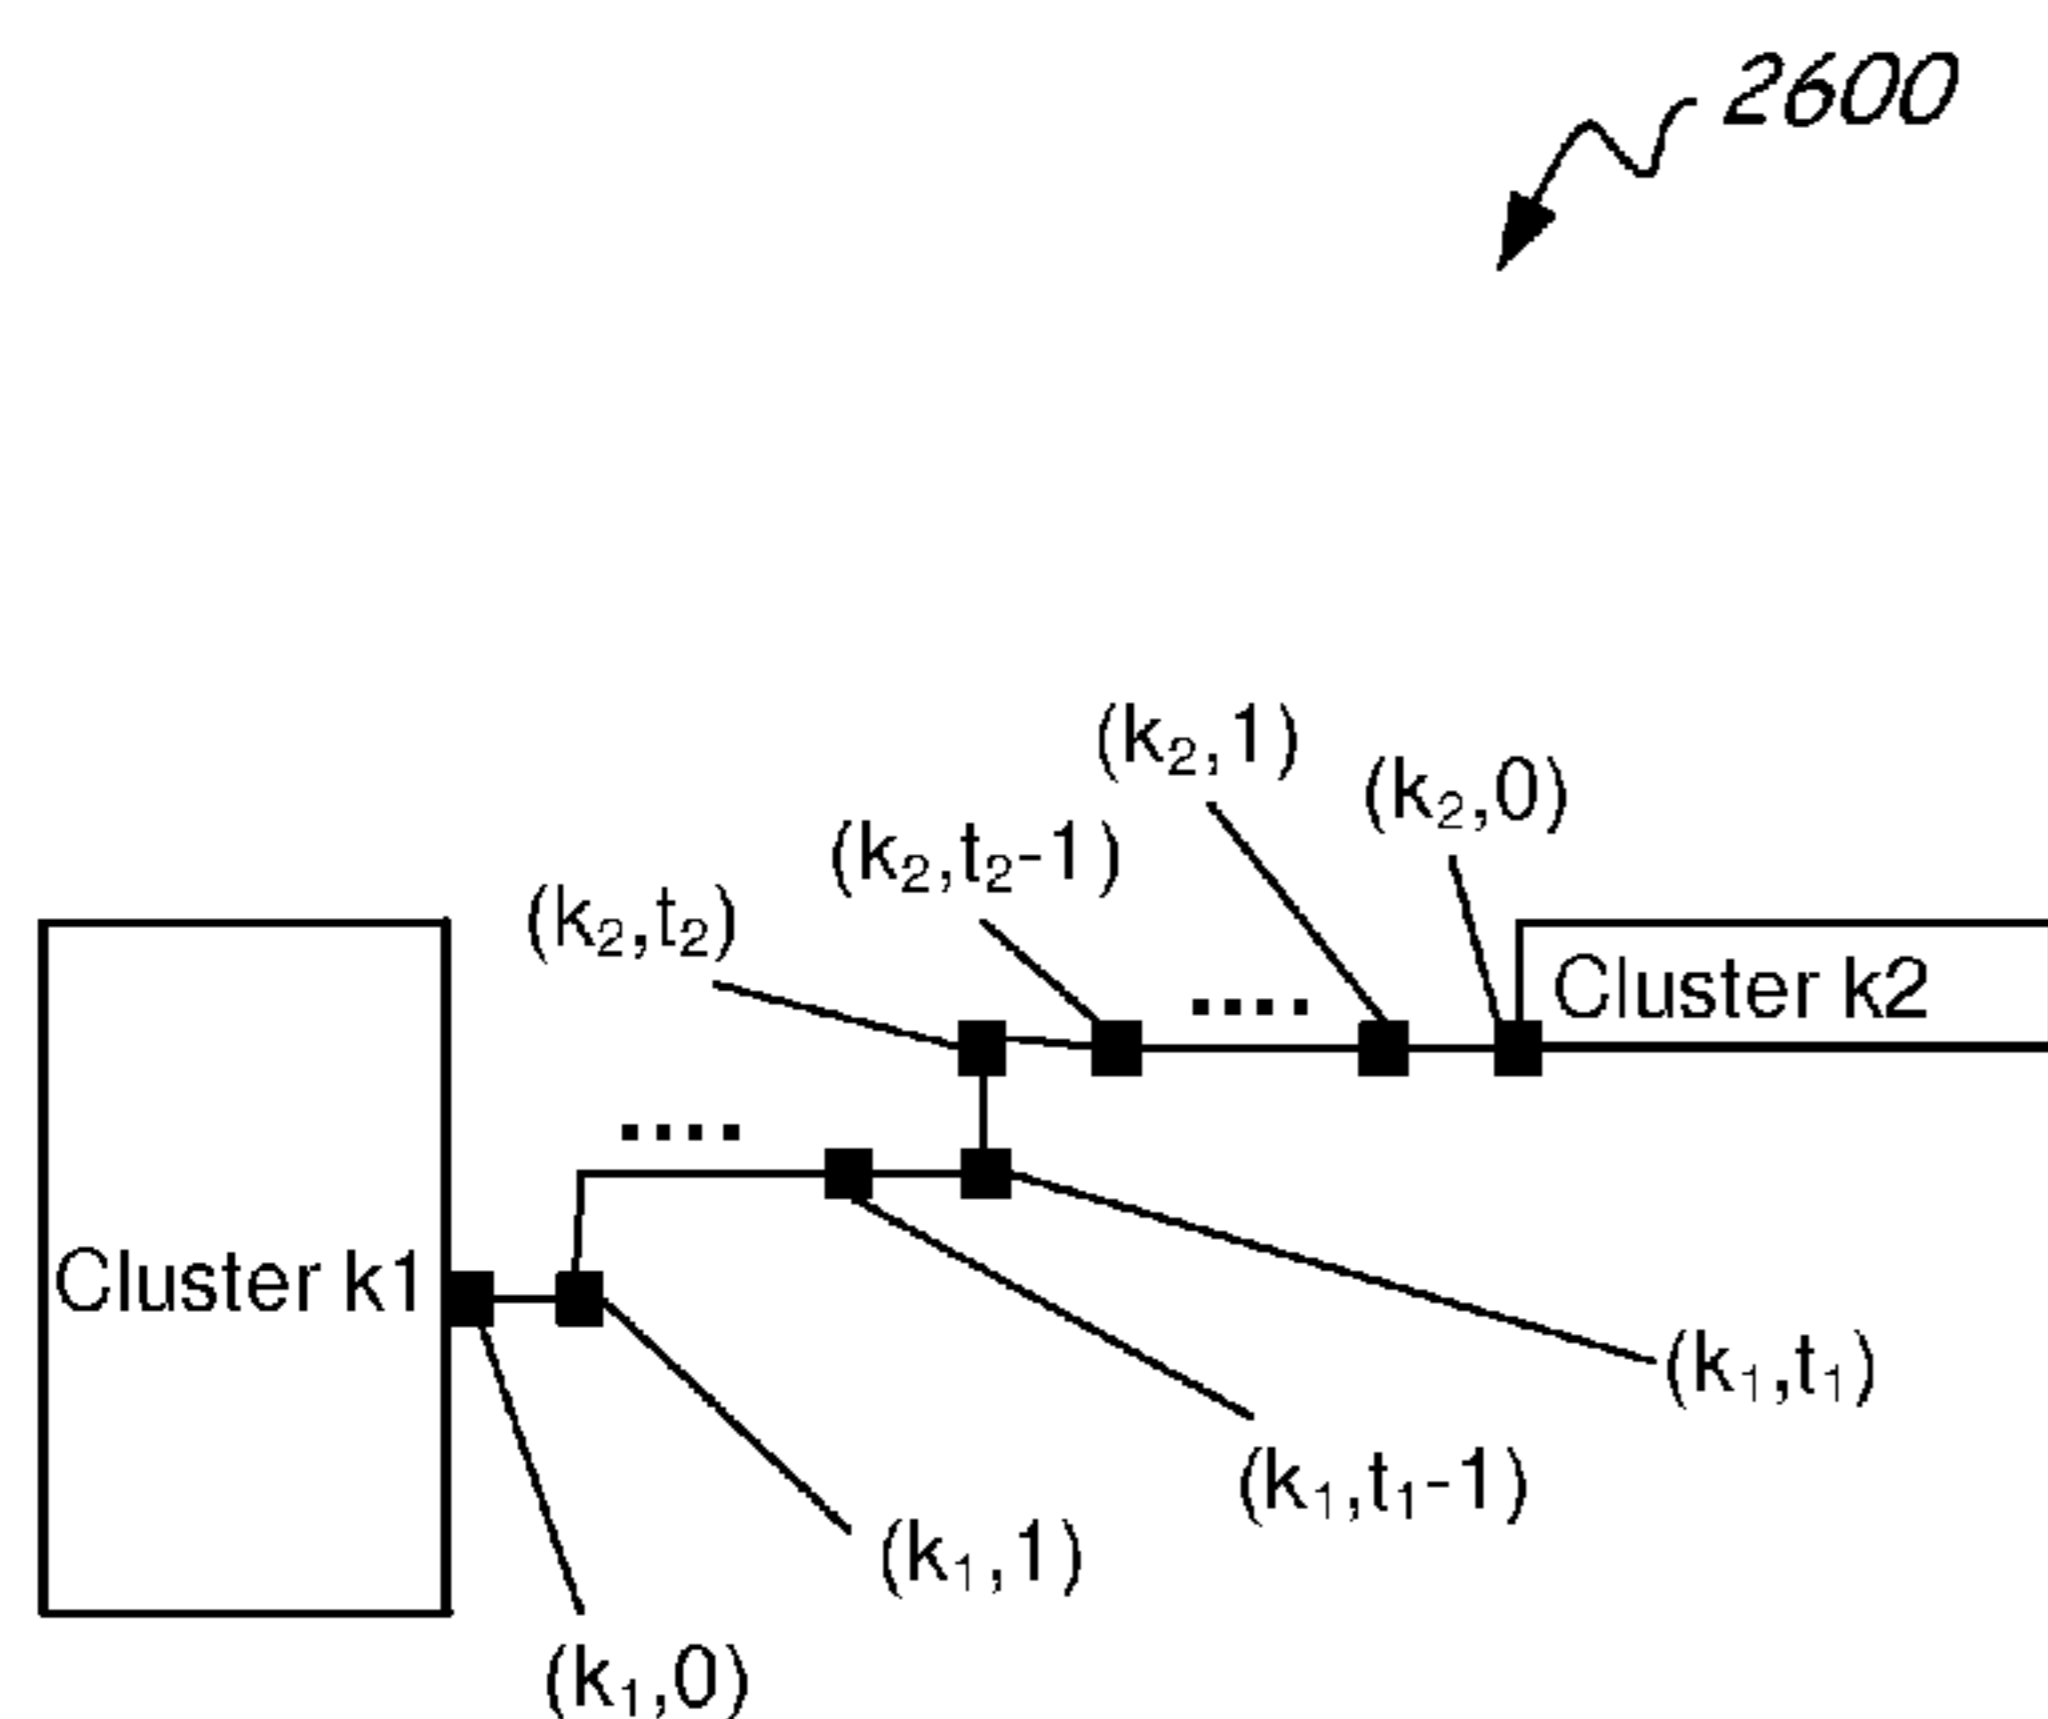 2600
(k₂,1)
(k₂,0)
(k₂,t₂-1)
(k₂,t₂)
....
Cluster k2
....
Cluster k1
(k₁,t₁)
(k₁,t₁-1)
(k₁,1)
(k₁,0)